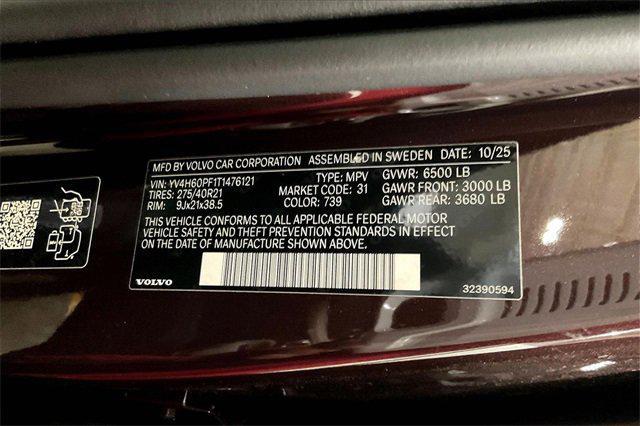 MFD BY VOLVO CAR CORPORATION ASSEMBLED IN SWEDEN DATE: 10/25
VIN: YV4H60PF1T1476121 TYPE: MPV GVWR: 6500 LB
TIRES: 275/40R21 MARKET CODE: 31 GAWR FRONT: 3000 LB
RIM: 9Jx21x38.5 COLOR: 739 GAWR REAR: 3680 LB
THIS VEHICLE CONFORMS TO ALL APPLICABLE FEDERAL MOTOR
VEHICLE SAFETY AND THEFT PREVENTION STANDARDS IN EFFECT
ON THE DATE OF MANUFACTURE SHOWN ABOVE.
VOLVO 32390594